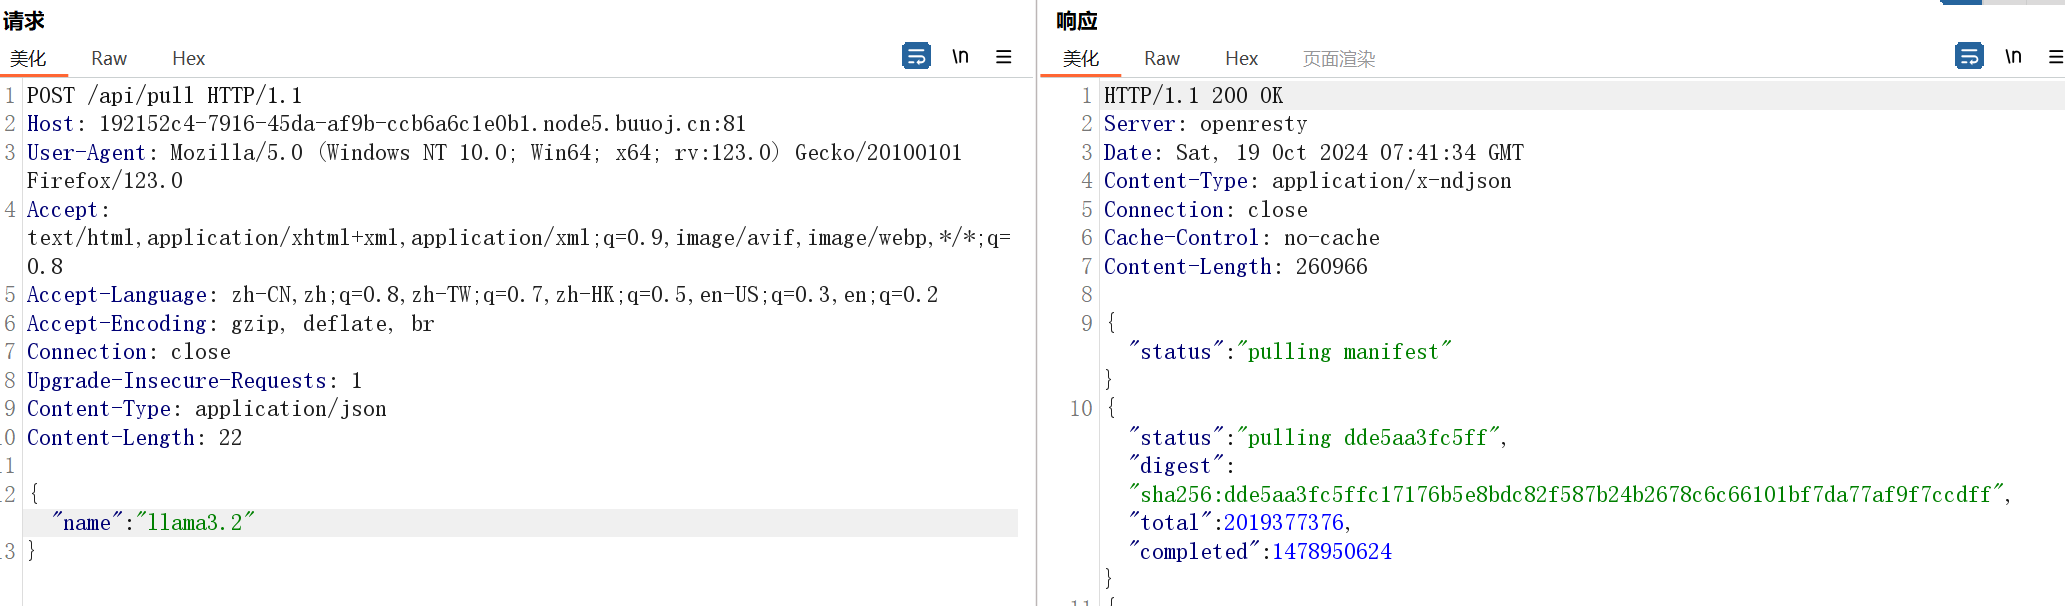 请求
美化 Raw Hex \n
1 POST /api/pull HTTP/1.1
2 Host: 192152c4-7916-45da-af9b-ccb6a6c1e0b1.node5.buuoj.cn:81
3 User-Agent: Mozilla/5.0 (Windows NT 10.0; Win64; x64; rv:123.0) Gecko/20100101
Firefox/123.0
4 Accept:
text/html,application/xhtml+xml,application/xml;q=0.9,image/avif,image/webp,*/*;q=
0.8
5 Accept-Language: zh-CN,zh;q=0.8,zh-TW;q=0.7,zh-HK;q=0.5,en-US;q=0.3,en;q=0.2
6 Accept-Encoding: gzip, deflate, br
7 Connection: close
8 Upgrade-Insecure-Requests: 1
9 Content-Type: application/json
10 Content-Length: 22
11
12 {
"name":"llama3.2"
13 }
响应
美化 Raw Hex 页面渲染 \n
1 HTTP/1.1 200 OK
2 Server: openresty
3 Date: Sat, 19 Oct 2024 07:41:34 GMT
4 Content-Type: application/x-ndjson
5 Connection: close
6 Cache-Control: no-cache
7 Content-Length: 260966
8
9 {
"status":"pulling manifest"
}
10 {
"status":"pulling dde5aa3fc5ff",
"digest":
"sha256:dde5aa3fc5ffc17176b5e8bdc82f587b24b2678c6c66101bf7da77af9f7ccdff",
"total":2019377376,
"completed":1478950624
}
11 {